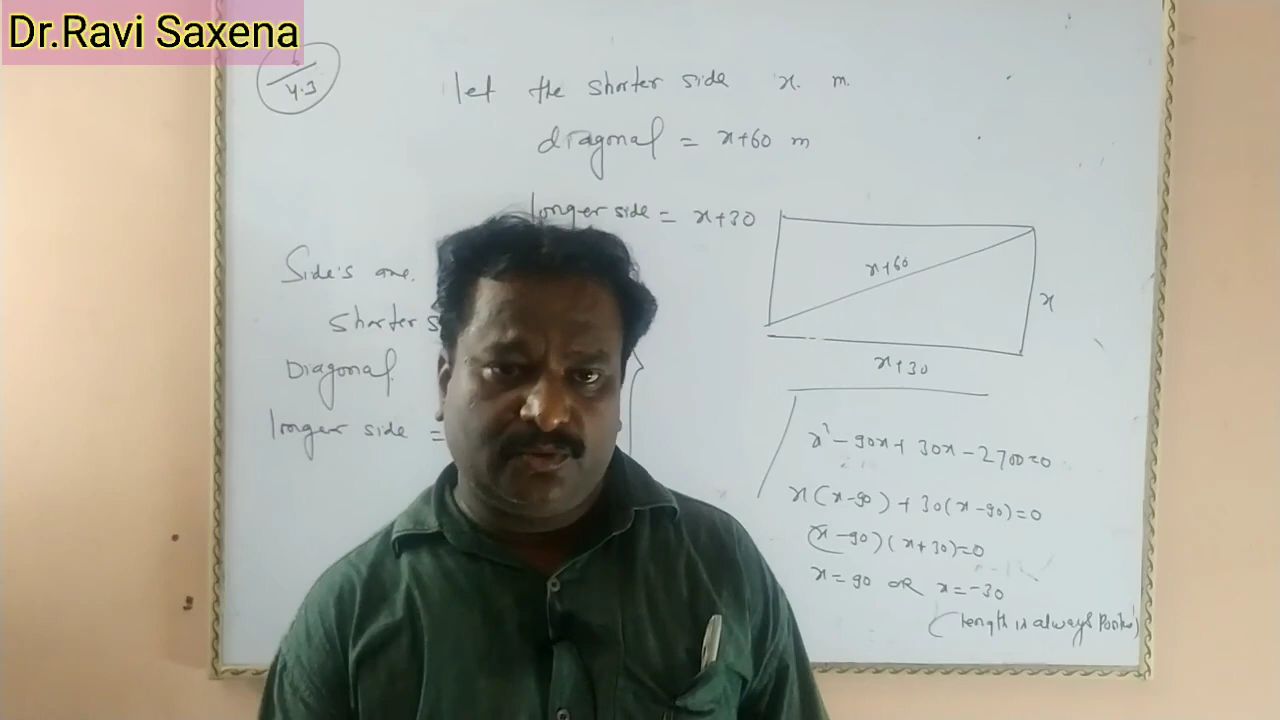 Dr.Ravi Saxena
4.3
let the shorter side x. m.
diagonal = x+60 m
longer side = x+30
x+60
x
x+30
Side's are.
Shorter s
Diagonal.
longer side =
x² - 90x + 30x - 2700 = 0
x(x-90) + 30(x-90) = 0
(x-90)(x+30) = 0
x = 90 OR x = -30
(length is always